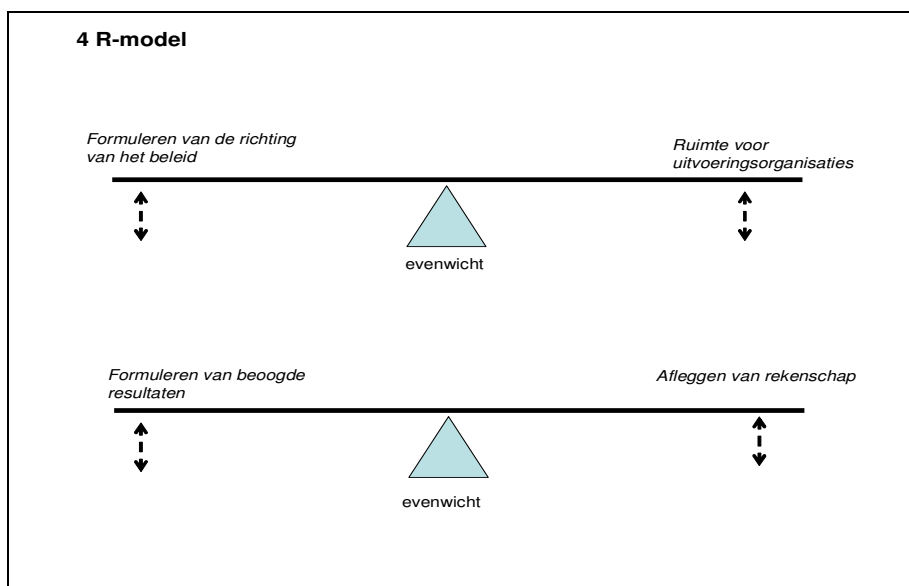 4 R-model
Formuleren van de richting
van het beleid
Ruimte voor
uitvoeringsorganisaties
evenwicht
Formuleren van beoogde
resultaten
Afleggen van rekenschap
evenwicht